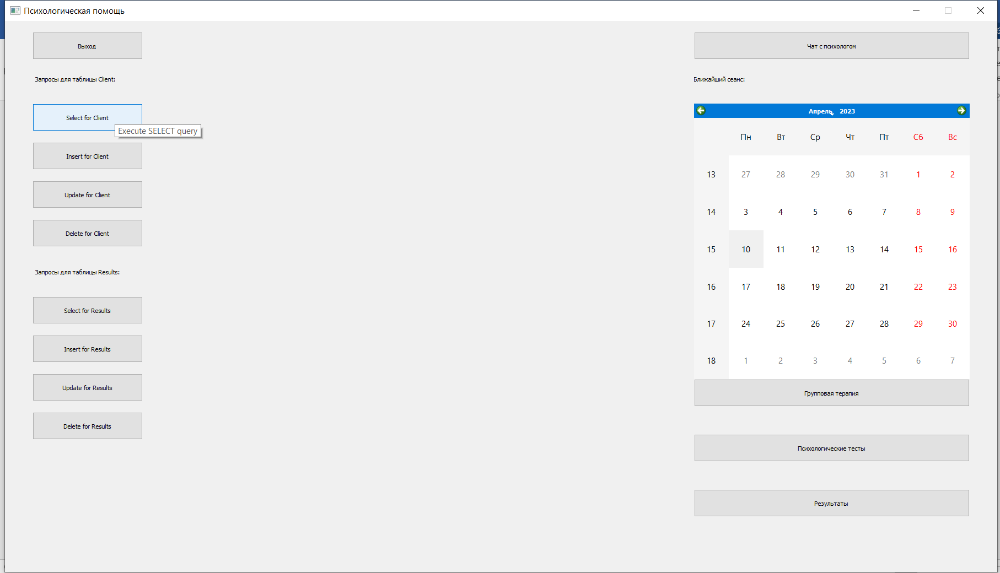 Психологическая помощь
Выход
Запросы для таблицы Client:
Select for Client
Execute SELECT query
Insert for Client
Update for Client
Delete for Client
Запросы для таблицы Results:
Select for Results
Insert for Results
Update for Results
Delete for Results
Чат с психологом
Ближайший сеанс:
Апрель 2023
Пн Вт Ср Чт Пт Сб Вс
13 27 28 29 30 31 1 2
14 3 4 5 6 7 8 9
15 10 11 12 13 14 15 16
16 17 18 19 20 21 22 23
17 24 25 26 27 28 29 30
18 1 2 3 4 5 6 7
Групповая терапия
Психологические тесты
Результаты